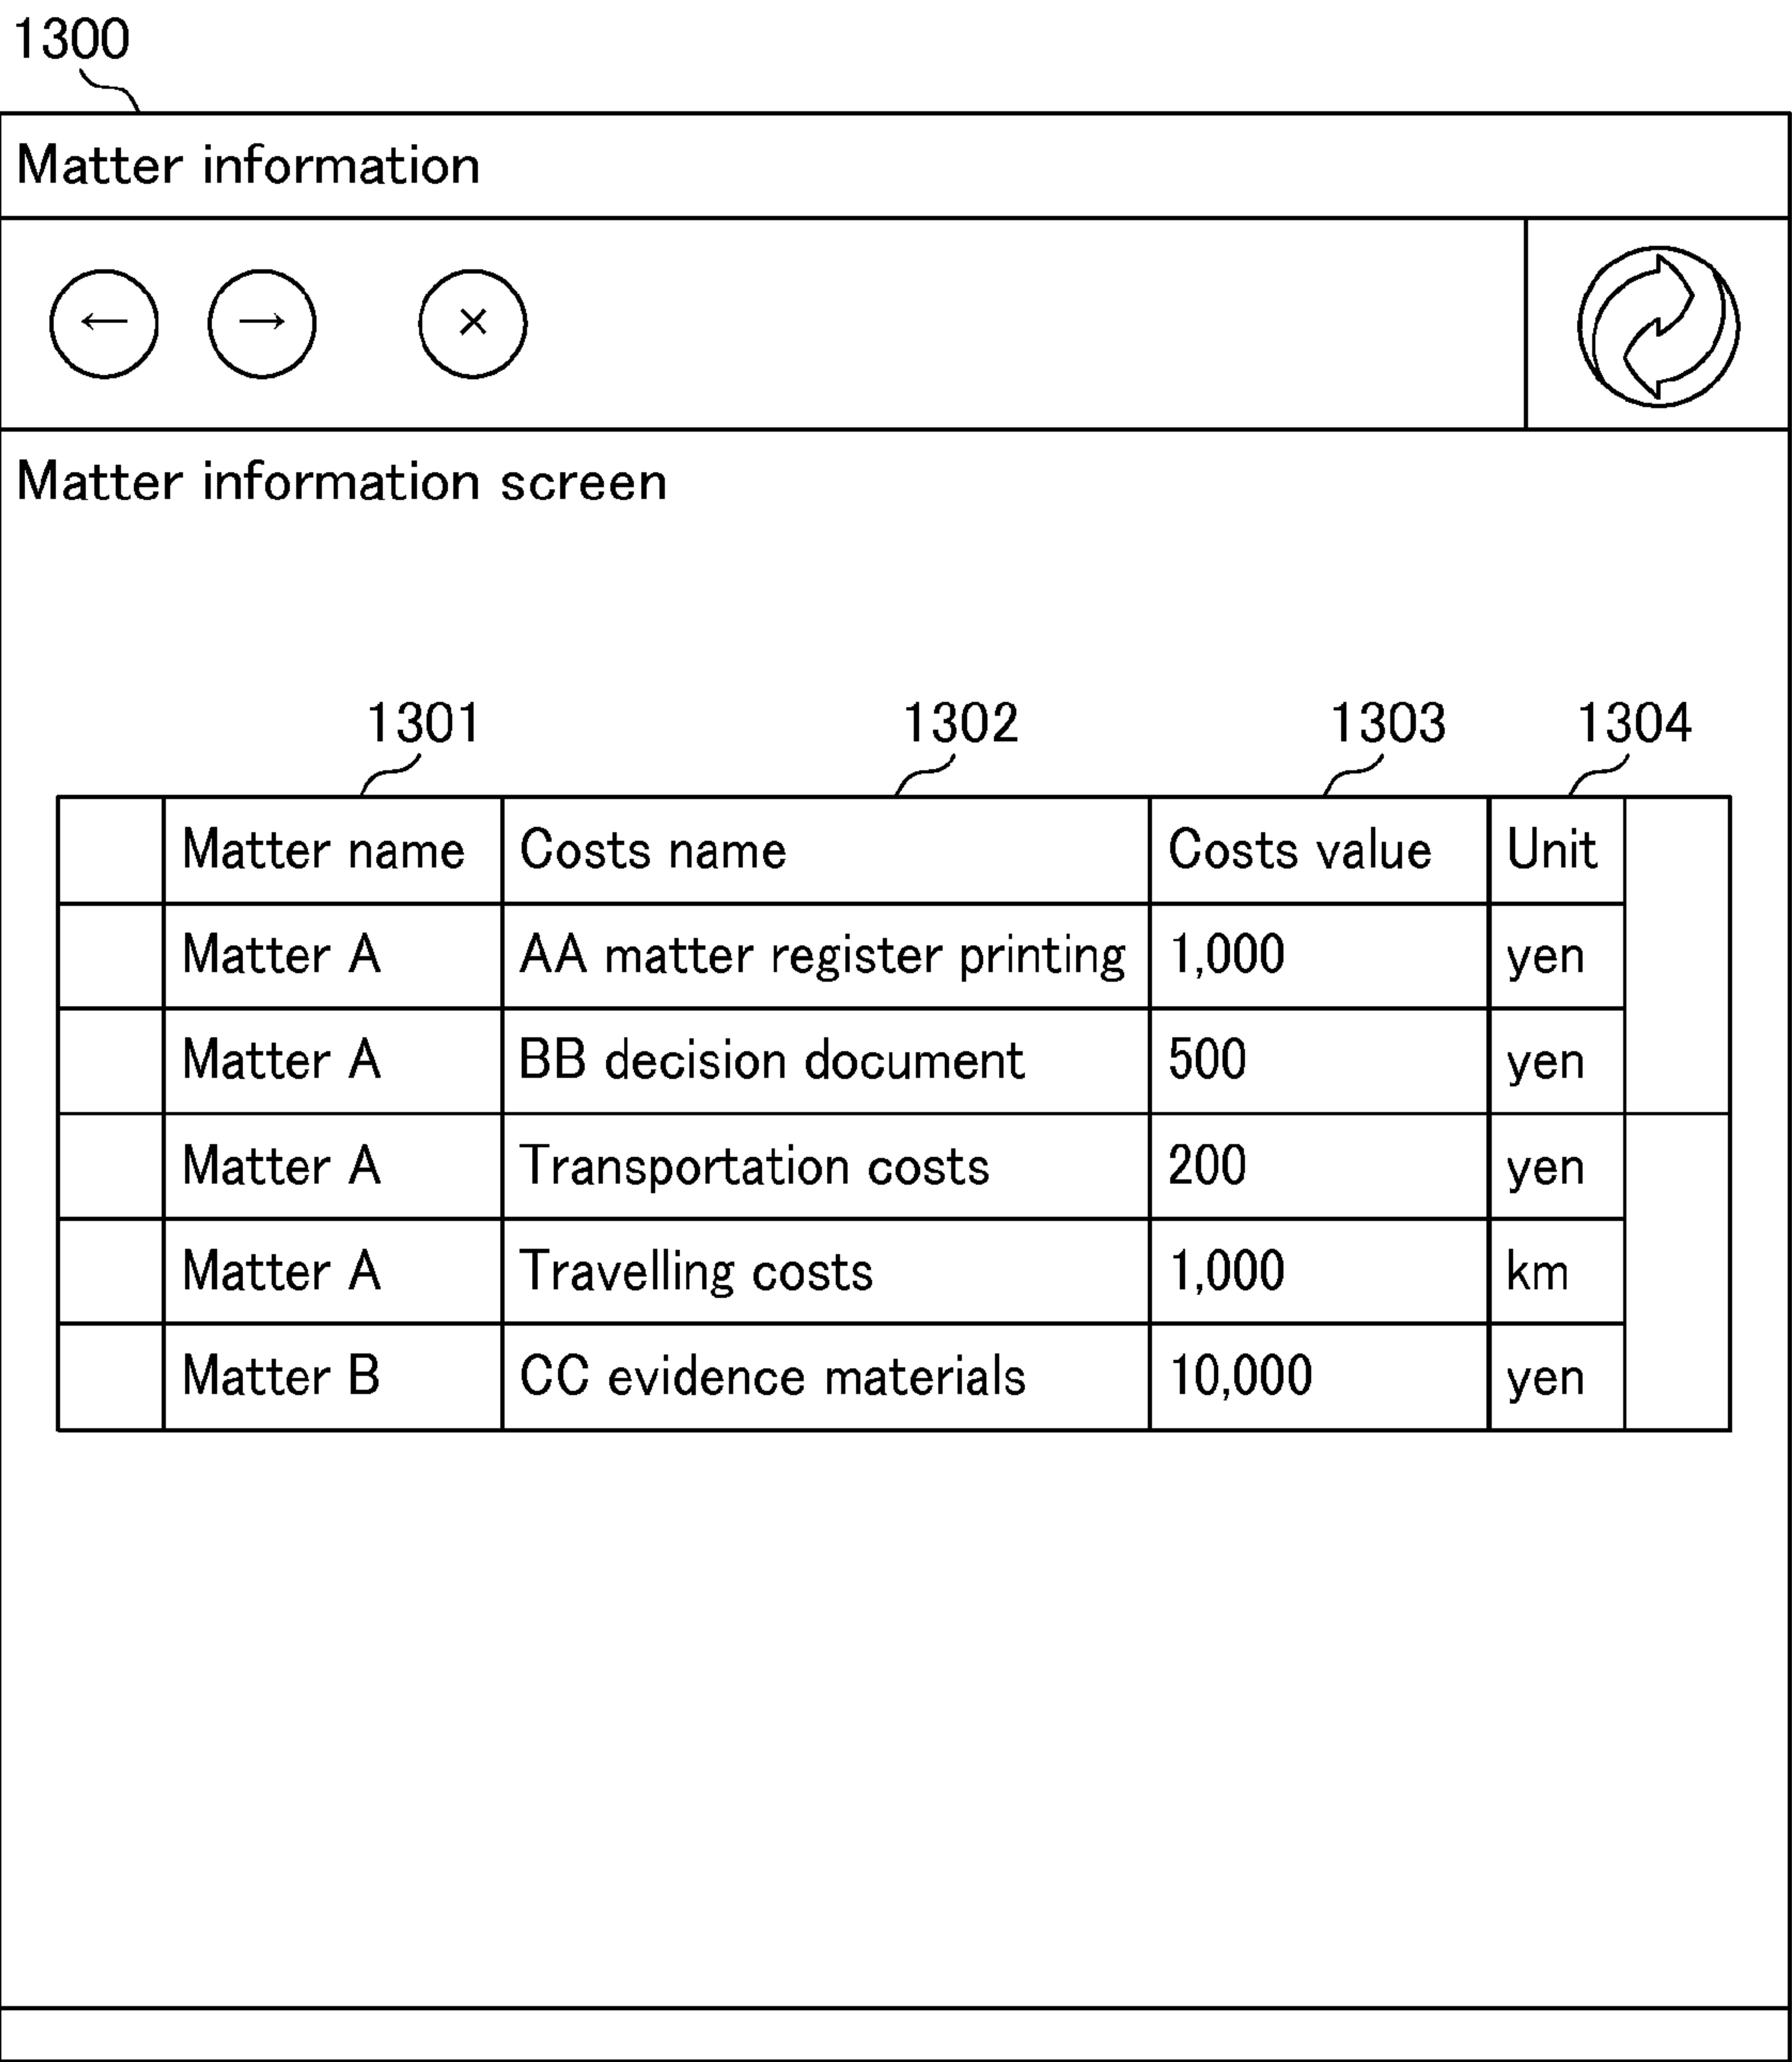 1300
Matter information
← → ×
Matter information screen
1301 1302 1303 1304
Matter name Costs name Costs value Unit
Matter A AA matter register printing 1,000 yen
Matter A BB decision document 500 yen
Matter A Transportation costs 200 yen
Matter A Travelling costs 1,000 km
Matter B CC evidence materials 10,000 yen